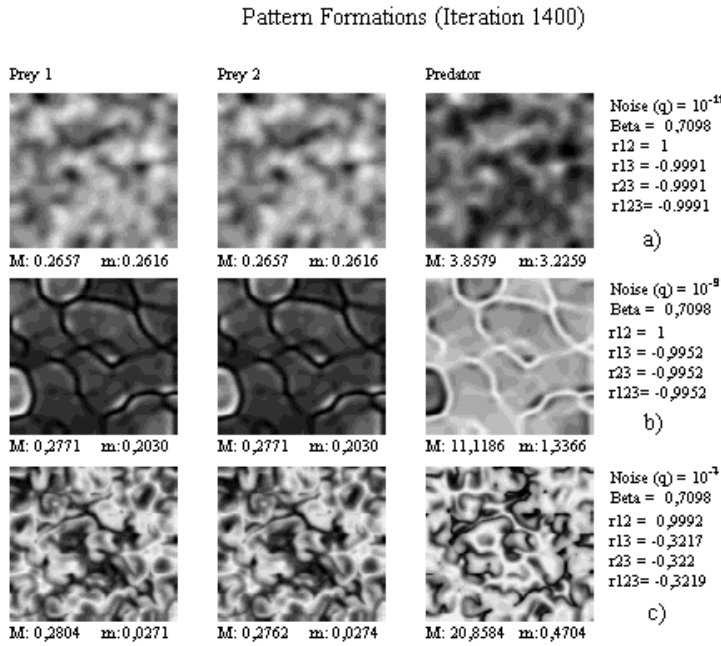 Pattern Formations (Iteration 1400)
Prey 1 Prey 2 Predator
Noise (q) = 10⁻¹¹
Beta = 0,7098
r12 = 1
r13 = -0.9991
r23 = -0.9991
r123= -0.9991
a)
M: 0.2657 m: 0.2616 M: 0.2657 m: 0.2616 M: 3.8579 m: 3.2259
Noise (q) = 10⁻⁹
Beta = 0,7098
r12 = 1
r13 = -0,9952
r23 = -0,9952
r123= -0,9952
b)
M: 0,2771 m: 0,2030 M: 0,2771 m: 0,2030 M: 11,1186 m: 1,3366
Noise (q) =
Beta = 0,7098
r12 = 0,9992
r13 = -0,3217
r23 = -0,322
r123= -0,3219
c)
M: 0,2804 m: 0,0271 M: 0,2762 m: 0,0274 M: 20,8584 m: 0,4704